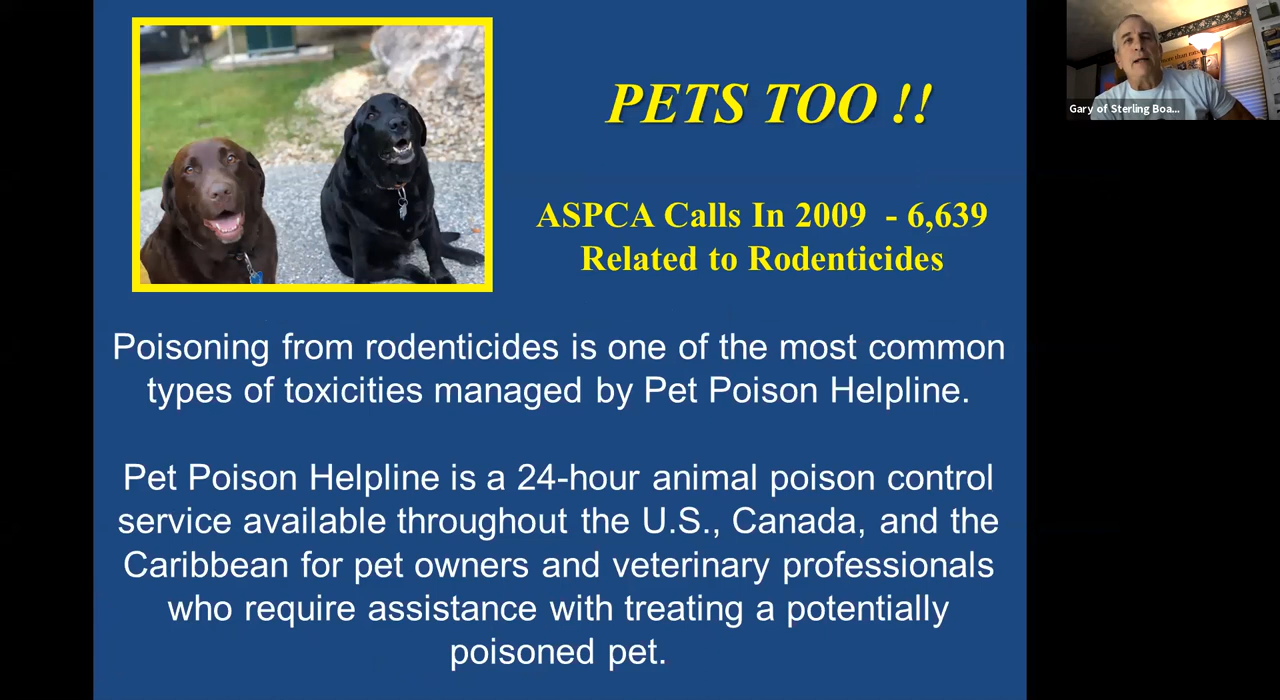 PETS TOO !!
ASPCA Calls In 2009 - 6,639
Related to Rodenticides
Poisoning from rodenticides is one of the most common
types of toxicities managed by Pet Poison Helpline.
Pet Poison Helpline is a 24-hour animal poison control
service available throughout the U.S., Canada, and the
Caribbean for pet owners and veterinary professionals
who require assistance with treating a potentially
poisoned pet.
Gary of Sterling Boa...